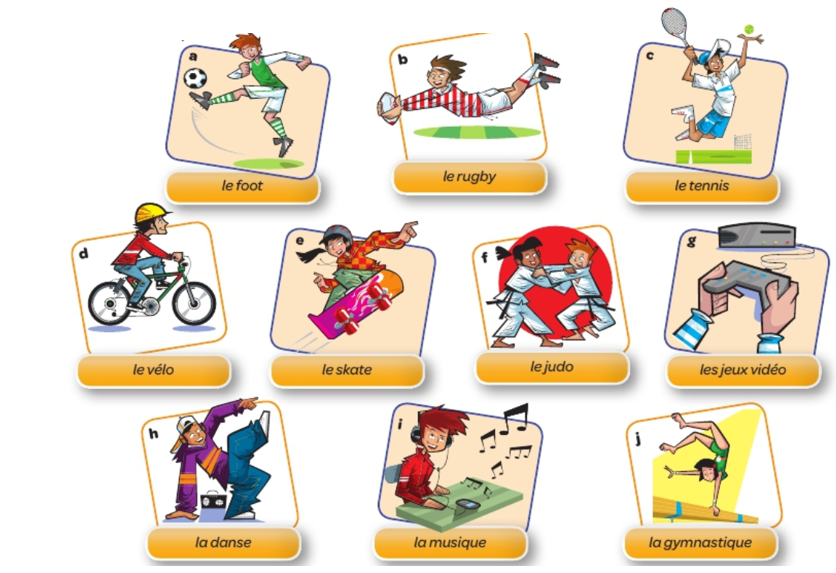 a
le foot
b
le rugby
c
le tennis
d
le vélo
e
le skate
f
le judo
g
les jeux vidéo
h
la danse
i
la musique
j
la gymnastique